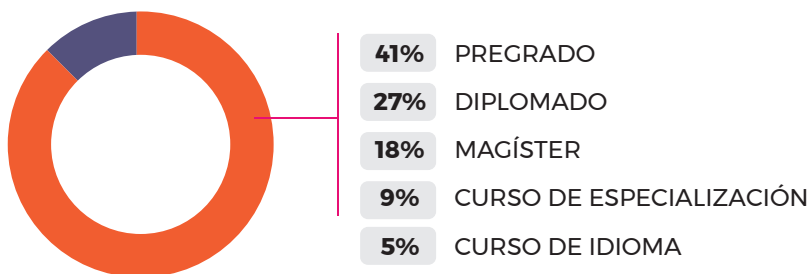 41% PREGRADO
27% DIPLOMADO
18% MAGÍSTER
9% CURSO DE ESPECIALIZACIÓN
5% CURSO DE IDIOMA